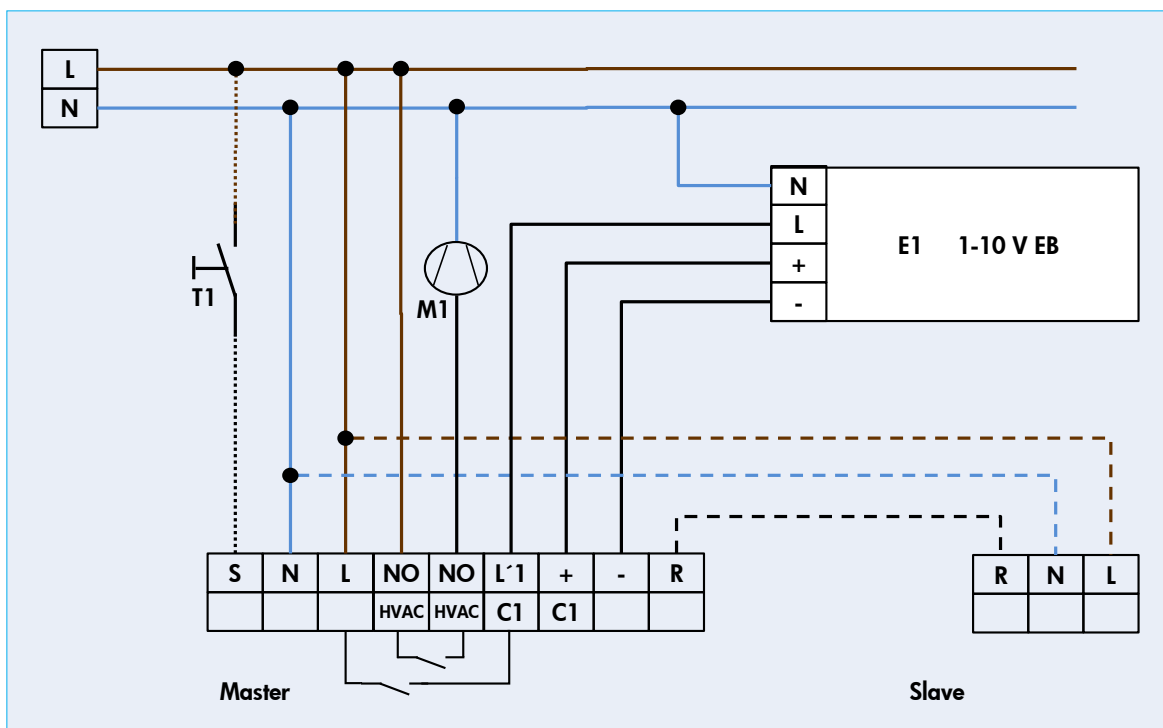 L
N
N
L
E1 1-10 V EB
+
-
T1
M1
S N L NO NO L´1 + - R
HVAC HVAC C1 C1
R N L
Master
Slave